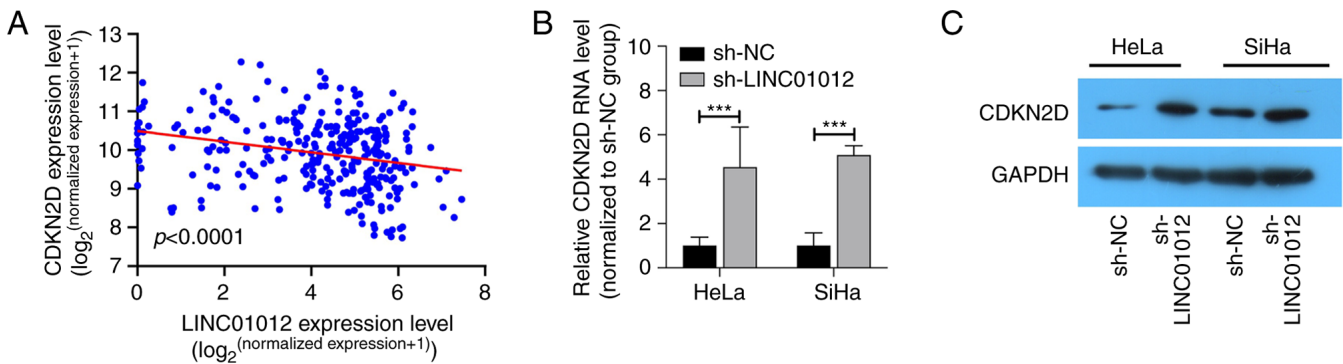 A
CDKN2D expression level
(log2(normalized expression+1))
13
12
11
10
9
8
7
p<0.0001
0
2
4
6
8
LINC01012 expression level
(log2(normalized expression+1))
B
Relative CDKN2D RNA level
(normalized to sh-NC group)
10
8
6
4
2
0
sh-NC
sh-LINC01012
***
***
HeLa
SiHa
C
HeLa
SiHa
CDKN2D
GAPDH
sh-NC
sh-
LINC01012
sh-NC
sh-
LINC01012